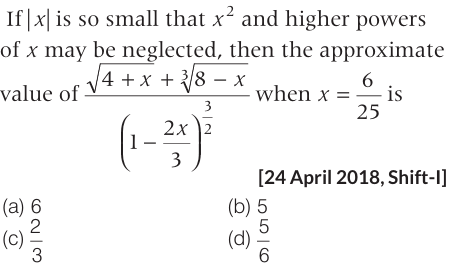 If |x| is so small that x² and higher powers
of x may be neglected, then the approximate
value of \frac{\sqrt{4 + x} + \sqrt[3]{8 - x}}{\left(1 - \frac{2x}{3}\right)^{\frac{3}{2}}} when x = \frac{6}{25} is
[24 April 2018, Shift-I]
(a) 6 (b) 5
(c) \frac{2}{3} (d) \frac{5}{6}